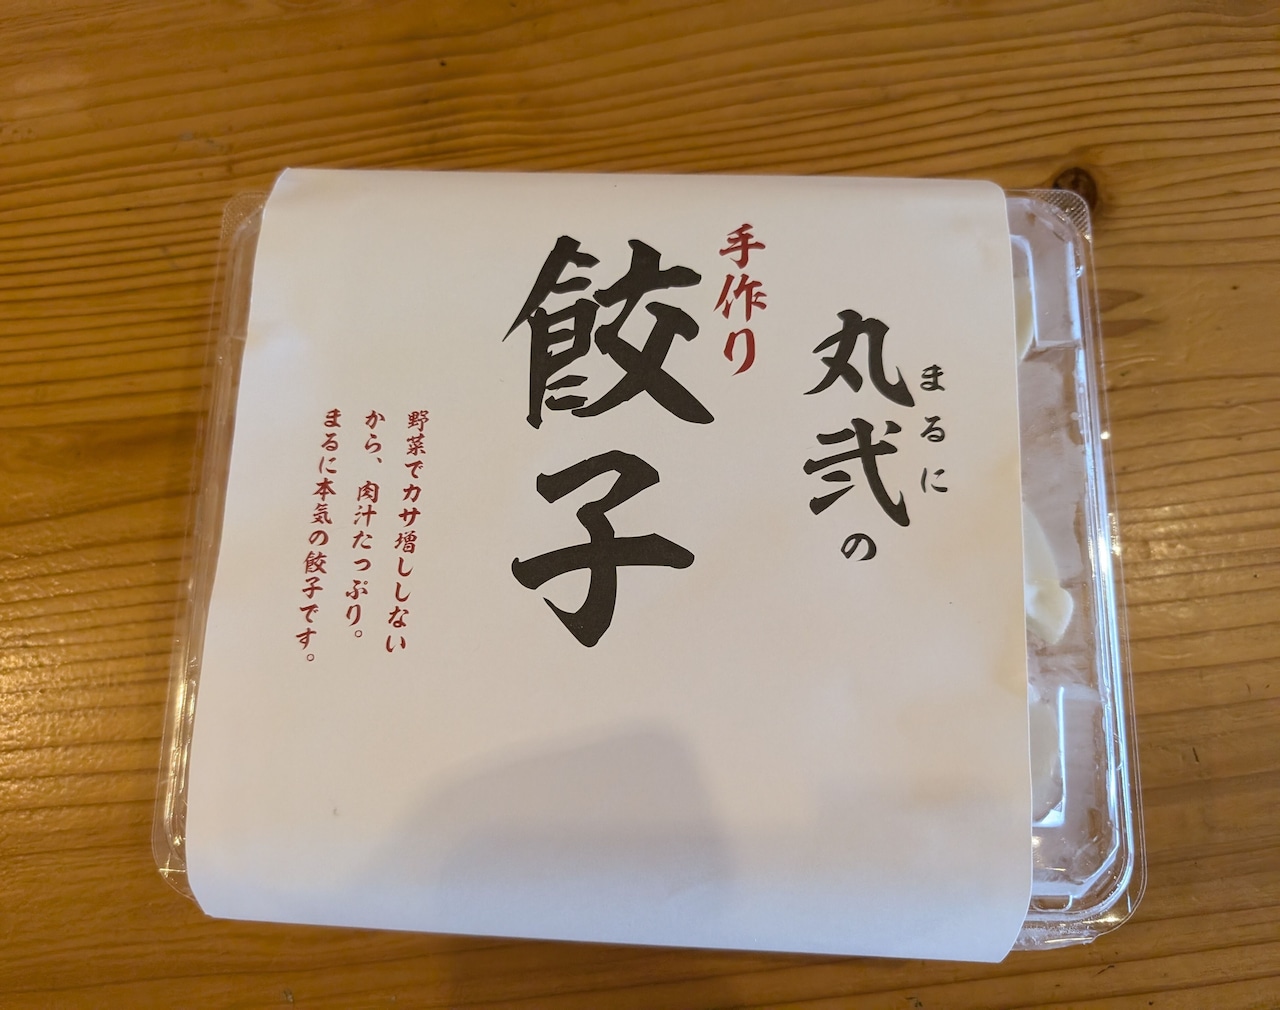 まるに
丸弐の
手作り
餃子
野菜でカサ増ししない
から、肉汁たっぷり。
まるに本気の餃子です。